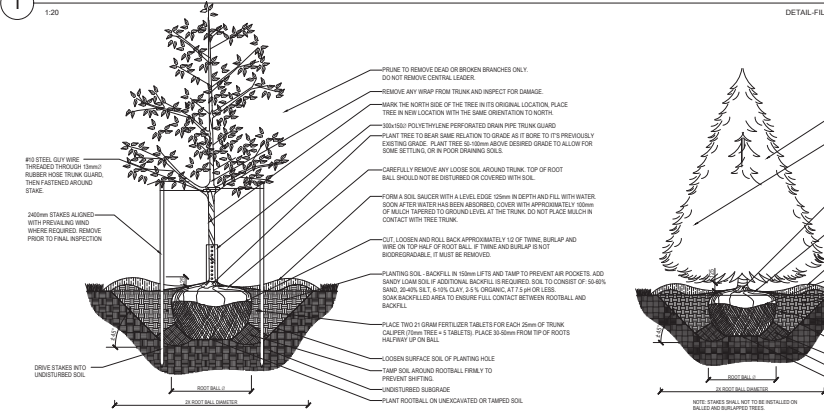 1
1:20
DETAIL-FIL
PRUNE TO REMOVE DEAD OR BROKEN BRANCHES ONLY.
DO NOT REMOVE CENTRAL LEADER.
REMOVE ANY WRAP FROM TRUNK AND INSPECT FOR DAMAGE.
MARK THE NORTH SIDE OF THE TREE IN ITS ORIGINAL LOCATION, PLACE
TREE IN NEW LOCATION WITH THE SAME ORIENTATION TO NORTH.
300x150∅ POLYETHYLENE PERFORATED DRAIN PIPE TRUNK GUARD
PLANT TREE TO BEAR SAME RELATION TO GRADE AS IT BORE TO IT'S PREVIOUSLY
EXISTING GRADE. PLANT TREE 50-100mm ABOVE DESIRED GRADE TO ALLOW FOR
SOME SETTLING, OR IN POOR DRAINING SOILS.
CAREFULLY REMOVE ANY LOOSE SOIL AROUND TRUNK. TOP OF ROOT
BALL SHOULD NOT BE DISTURBED OR COVERED WITH SOIL.
FORM A SOIL SAUCER WITH A LEVEL EDGE 125mm IN DEPTH AND FILL WITH WATER.
SOON AFTER WATER HAS BEEN ABSORBED, COVER WITH APPROXIMATELY 100mm
OF MULCH TAPERED TO GROUND LEVEL AT THE TRUNK. DO NOT PLACE MULCH IN
CONTACT WITH TREE TRUNK.
CUT, LOOSEN AND ROLL BACK APPROXIMATELY 1/2 OF TWINE, BURLAP AND
WIRE ON TOP HALF OF ROOT BALL. IF TWINE AND BURLAP IS NOT
BIODEGRADABLE, IT MUST BE REMOVED.
PLANTING SOIL - BACKFILL IN 150mm LIFTS AND TAMP TO PREVENT AIR POCKETS. ADD
SANDY LOAM SOIL IF ADDITIONAL BACKFILL IS REQUIRED. SOIL TO CONSIST OF: 50-60%
SAND, 20-40% SILT, 6-10% CLAY, 2-5 % ORGANIC, AT 7.5 pH OR LESS.
SOAK BACKFILLED AREA TO ENSURE FULL CONTACT BETWEEN ROOTBALL AND
BACKFILL
PLACE TWO 21 GRAM FERTILIZER TABLETS FOR EACH 25mm OF TRUNK
CALIPER (70mm TREE = 5 TABLETS). PLACE 30-50mm FROM TIP OF ROOTS
HALFWAY UP ON BALL
LOOSEN SURFACE SOIL OF PLANTING HOLE
TAMP SOIL AROUND ROOTBALL FIRMLY TO
PREVENT SHIFTING.
UNDISTURBED SUBGRADE
PLANT ROOTBALL ON UNEXCAVATED OR TAMPED SOIL
#10 STEEL GUY WIRE
THREADED THROUGH 13mm∅
RUBBER HOSE TRUNK GUARD,
THEN FASTENED AROUND
STAKE.
2400mm STAKES ALIGNED
WITH PREVAILING WIND
WHERE REQUIRED. REMOVE
PRIOR TO FINAL INSPECTION
DRIVE STAKES INTO
UNDISTURBED SOIL
ROOT BALL ∅
2X ROOT BALL DIAMETER
ROOT BALL ∅
2X ROOT BALL DIAMETER
NOTE: STAKES SHALL NOT TO BE INSTALLED ON
BALLED AND BURLAPPED TREES.